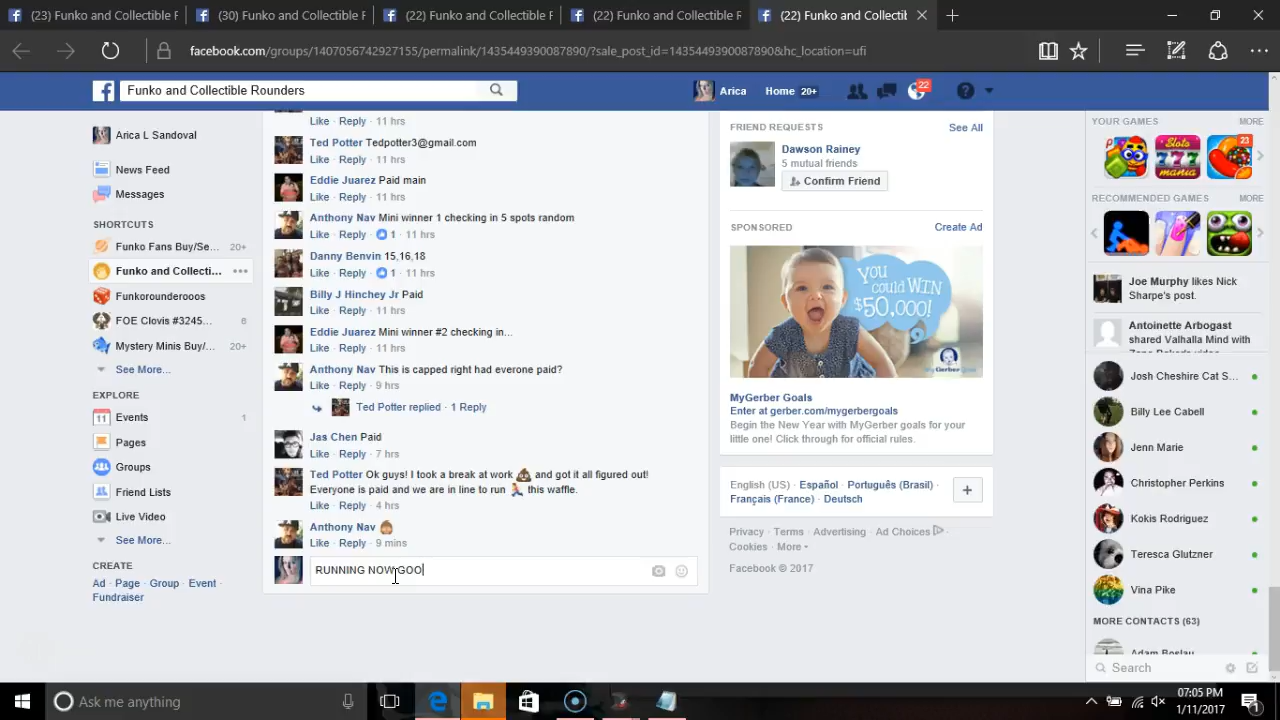 (23) Funko and Collectible F
(30) Funko and Collectible F
(22) Funko and Collectible F
(22) Funko and Collectible R
(22) Funko and Collectib
facebook.com/groups/1407056742927155/permalink/1435449390087890/?sale_post_id=1435449390087890&hc_location=ufi
Funko and Collectible Rounders
Arica
Home 20+
22
Arica L Sandoval
News Feed
Messages
SHORTCUTS
Funko Fans Buy/Se... 20+
Funko and Collecti...
Funkorounderooos
FOE Clovis #3245... 6
Mystery Minis Buy/... 20+
See More...
EXPLORE
Events 1
Pages
Groups
Friend Lists
Live Video
See More...
CREATE
Ad · Page · Group · Event ·
Fundraiser
Like · Reply · 11 hrs
Ted Potter Tedpotter3@gmail.com
Like · Reply · 11 hrs
Eddie Juarez Paid main
Like · Reply · 11 hrs
Anthony Nav Mini winner 1 checking in 5 spots random
Like · Reply · 1 · 11 hrs
Danny Benvin 15,16,18
Like · Reply · 1 · 11 hrs
Billy J Hinchey Jr Paid
Like · Reply · 11 hrs
Eddie Juarez Mini winner #2 checking in...
Like · Reply · 11 hrs
Anthony Nav This is capped right had everone paid?
Like · Reply · 9 hrs
Ted Potter replied · 1 Reply
Jas Chen Paid
Like · Reply · 7 hrs
Ted Potter Ok guys! I took a break at work 💩 and got it all figured out!
Everyone is paid and we are in line to run 🏃 this waffle.
Like · Reply · 4 hrs
Anthony Nav
Like · Reply · 9 mins
RUNNING NOW GOO
FRIEND REQUESTS
See All
Dawson Rainey
5 mutual friends
Confirm Friend
SPONSORED
Create Ad
YOU
COULD WIN
$50,000!
MyGerber Goals
MyGerber Goals
Enter at gerber.com/mygerbergoals
Begin the New Year with MyGerber goals for your
little one! Click through for official rules.
English (US) · Español · Português (Brasil) ·
Français (France) · Deutsch
Privacy · Terms · Advertising · Ad Choices ·
Cookies · More
Facebook © 2017
YOUR GAMES
MORE
Slots
mania
23
RECOMMENDED GAMES
MORE
Joe Murphy likes Nick
Sharpe's post.
Antoinette Arbogast
shared Valhalla Mind with
Josh Cheshire Cat S...
Billy Lee Cabell
Jenn Marie
Christopher Perkins
Kokis Rodriguez
Teresca Glutzner
Vina Pike
MORE CONTACTS (63)
Adam Boslau
Search
Ask me anything
07:05 PM
1/11/2017
1